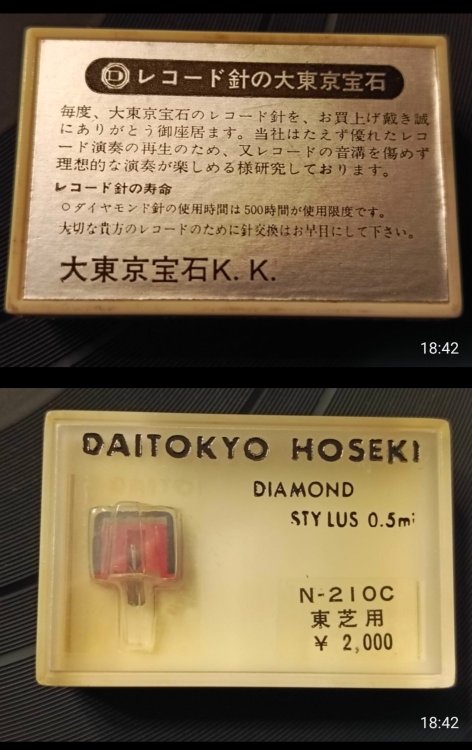 D レコード針の大東京宝石
毎度、大東京宝石のレコード針を、お買上げ戴き誠
にありがとう御座居ます。当社はたえず優れたレコ
ード演奏の再生のため、又レコードの音溝を傷めず
理想的な演奏が楽しめる様研究しております。
レコード針の寿命
○ダイヤモンド針の使用時間は500時間が使用限度です。
大切な貴方のレコードのために針交換はお早目にして下さい。
大東京宝石K.K.
18:42
DAITOKYO HOSEKI
DIAMOND
STYLUS 0.5mi
N-210C
東芝用
¥ 2,000
18:42